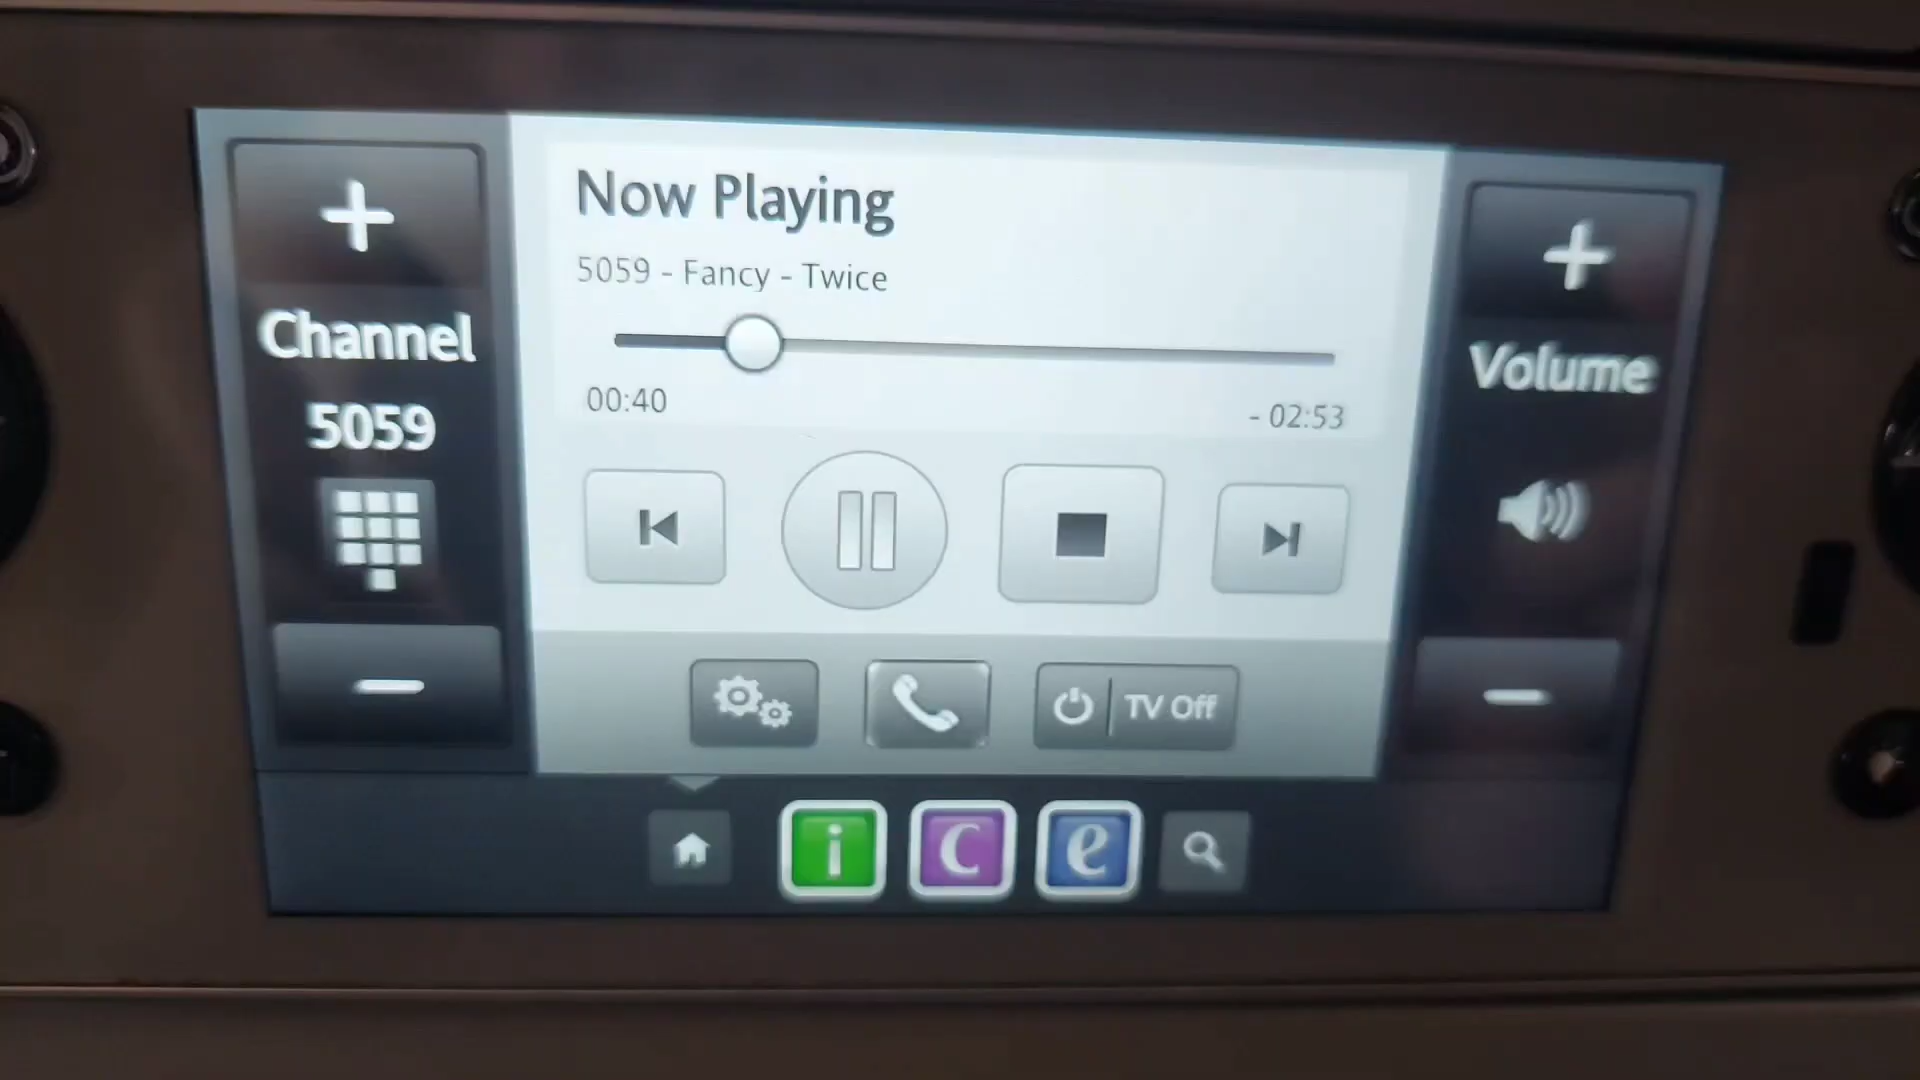 Now Playing
5059 - Fancy - Twice
00:40
- 02:53
Channel
5059
Volume
TV Off
i
C
e